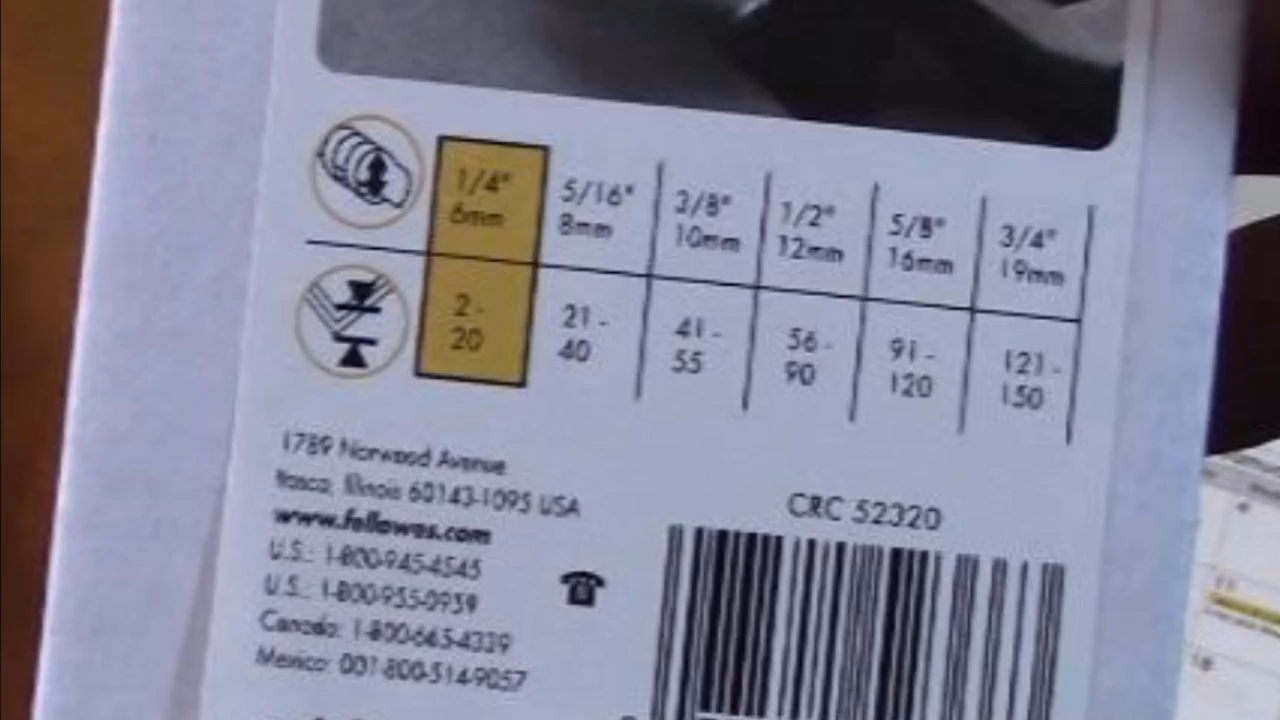 1/4" 5/16" 3/8" 1/2" 5/8" 3/4"
6mm 8mm 10mm 12mm 16mm 19mm
2 - 21 - 41 - 56 - 91 - 121 -
20 40 55 90 120 150
1789 Norwood Avenue
Itasca, Illinois 60143-1095 USA
www.fellowes.com
U.S.: 1-800-945-4545
U.S.: 1-800-955-0959
Canada: 1-800-665-4339
Mexico: 001-800-514-9057
CRC 52320